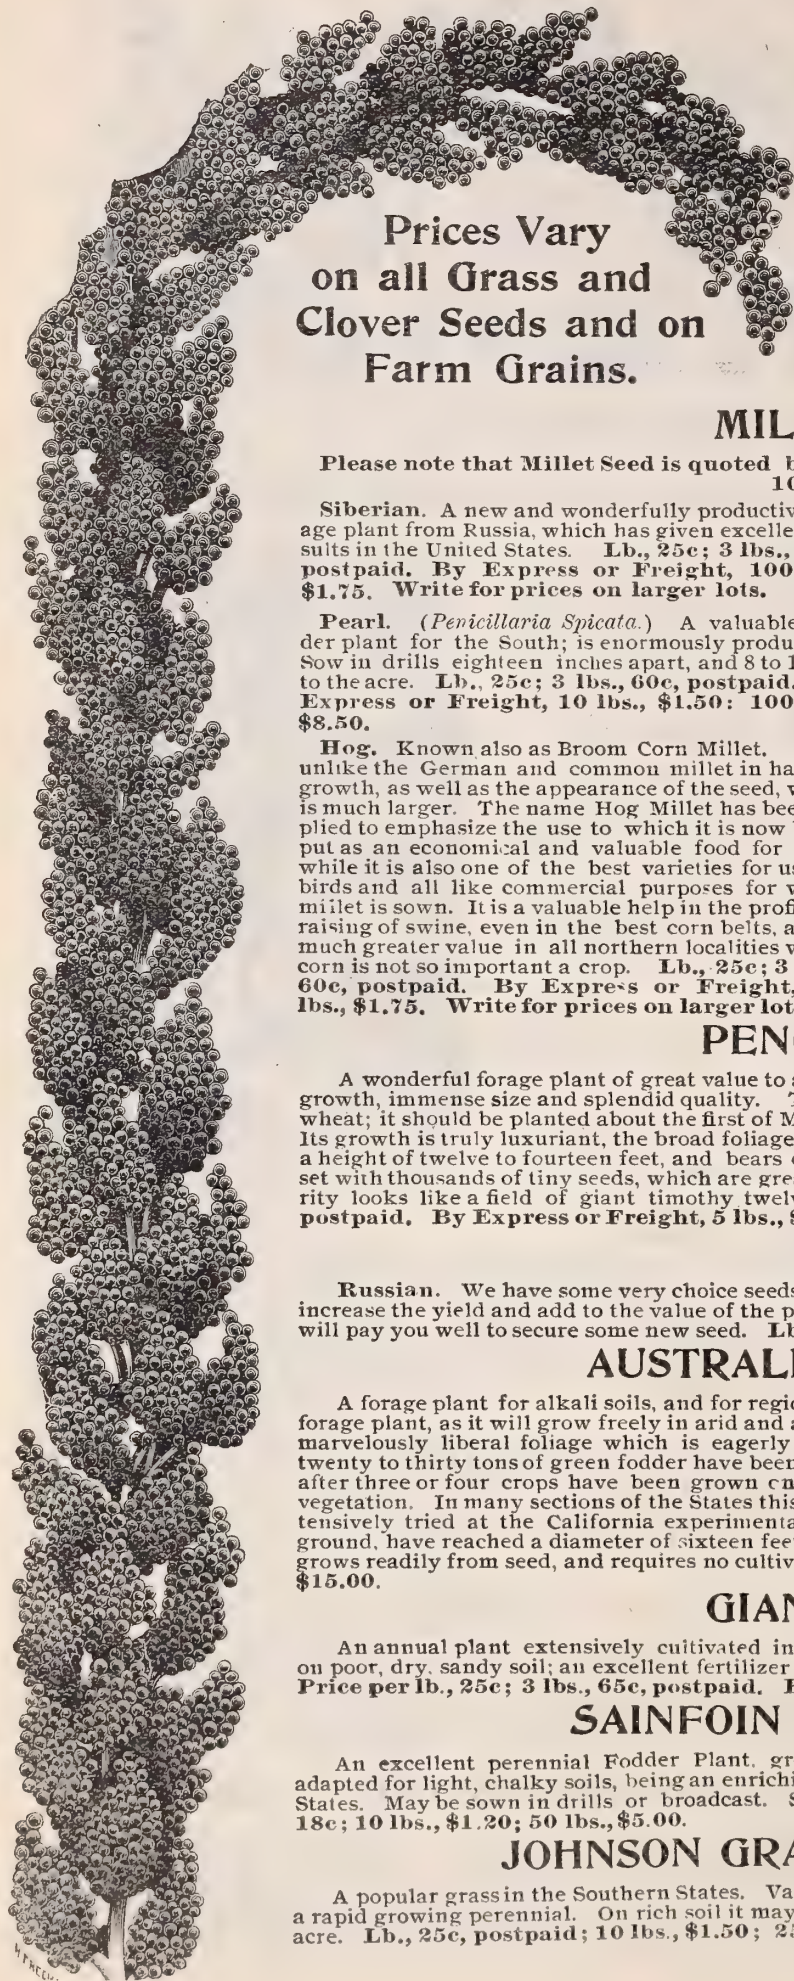 Prices Vary
on all Grass and
Clover Seeds and on
Farm Grains.
MIL
Please note that Millet Seed is quoted b
10
Siberian. A new and wonderfully productiv
age plant from Russia, which has given excelle
sults in the United States. Lb., 25c; 3 lbs.,
postpaid. By Express or Freight, 100
$1.75. Write for prices on larger lots.
Pearl. (Penicillaria Spicata.) A valuable
der plant for the South; is enormously produ
Sow in drills eighteen inches apart, and 8 to 1
to the acre. Lb., 25c; 3 lbs., 60c, postpaid.
Express or Freight, 10 lbs., $1.50: 100
$8.50.
Hog. Known also as Broom Corn Millet.
unlike the German and common millet in ha
growth, as well as the appearance of the seed, w
is much larger. The name Hog Millet has bee
plied to emphasize the use to which it is now
put as an economical and valuable food for
while it is also one of the best varieties for us
birds and all like commercial purposes for w
millet is sown. It is a valuable help in the profi
raising of swine, even in the best corn belts, a
much greater value in all northern localities w
corn is not so important a crop. Lb., 25c; 3
60c, postpaid. By Express or Freight,
lbs., $1.75. Write for prices on larger lot
PEN
A wonderful forage plant of great value to a
growth, immense size and splendid quality. T
wheat; it should be planted about the first of M
Its growth is truly luxuriant, the broad foliage
a height of twelve to fourteen feet, and bears
set with thousands of tiny seeds, which are grea
rity looks like a field of giant timothy twelv
postpaid. By Express or Freight, 5 lbs., $
Russian. We have some very choice seeds
increase the yield and add to the value of the p
will pay you well to secure some new seed. Lb
AUSTRALI
A forage plant for alkali soils, and for regio
forage plant, as it will grow freely in arid and a
marvelously liberal foliage which is eagerly
twenty to thirty tons of green fodder have been
after three or four crops have been grown on
vegetation. In many sections of the States this
tensively tried at the California experimenta
ground, have reached a diameter of sixteen fee
grows readily from seed, and requires no cultiv
$15.00.
GIAN
An annual plant extensively cultivated in
on poor, dry, sandy soil; an excellent fertilizer
Price per lb., 25c; 3 lbs., 65c, postpaid.
SAINFOIN
An excellent perennial Fodder Plant, gr
adapted for light, chalky soils, being an enrichi
States. May be sown in drills or broadcast. S
18c; 10 lbs., $1.20; 50 lbs., $5.00.
JOHNSON GRA
A popular grass in the Southern States. Va
a rapid growing perennial. On rich soil it may
acre. Lb., 25c, postpaid; 10 lbs., $1.50; 25